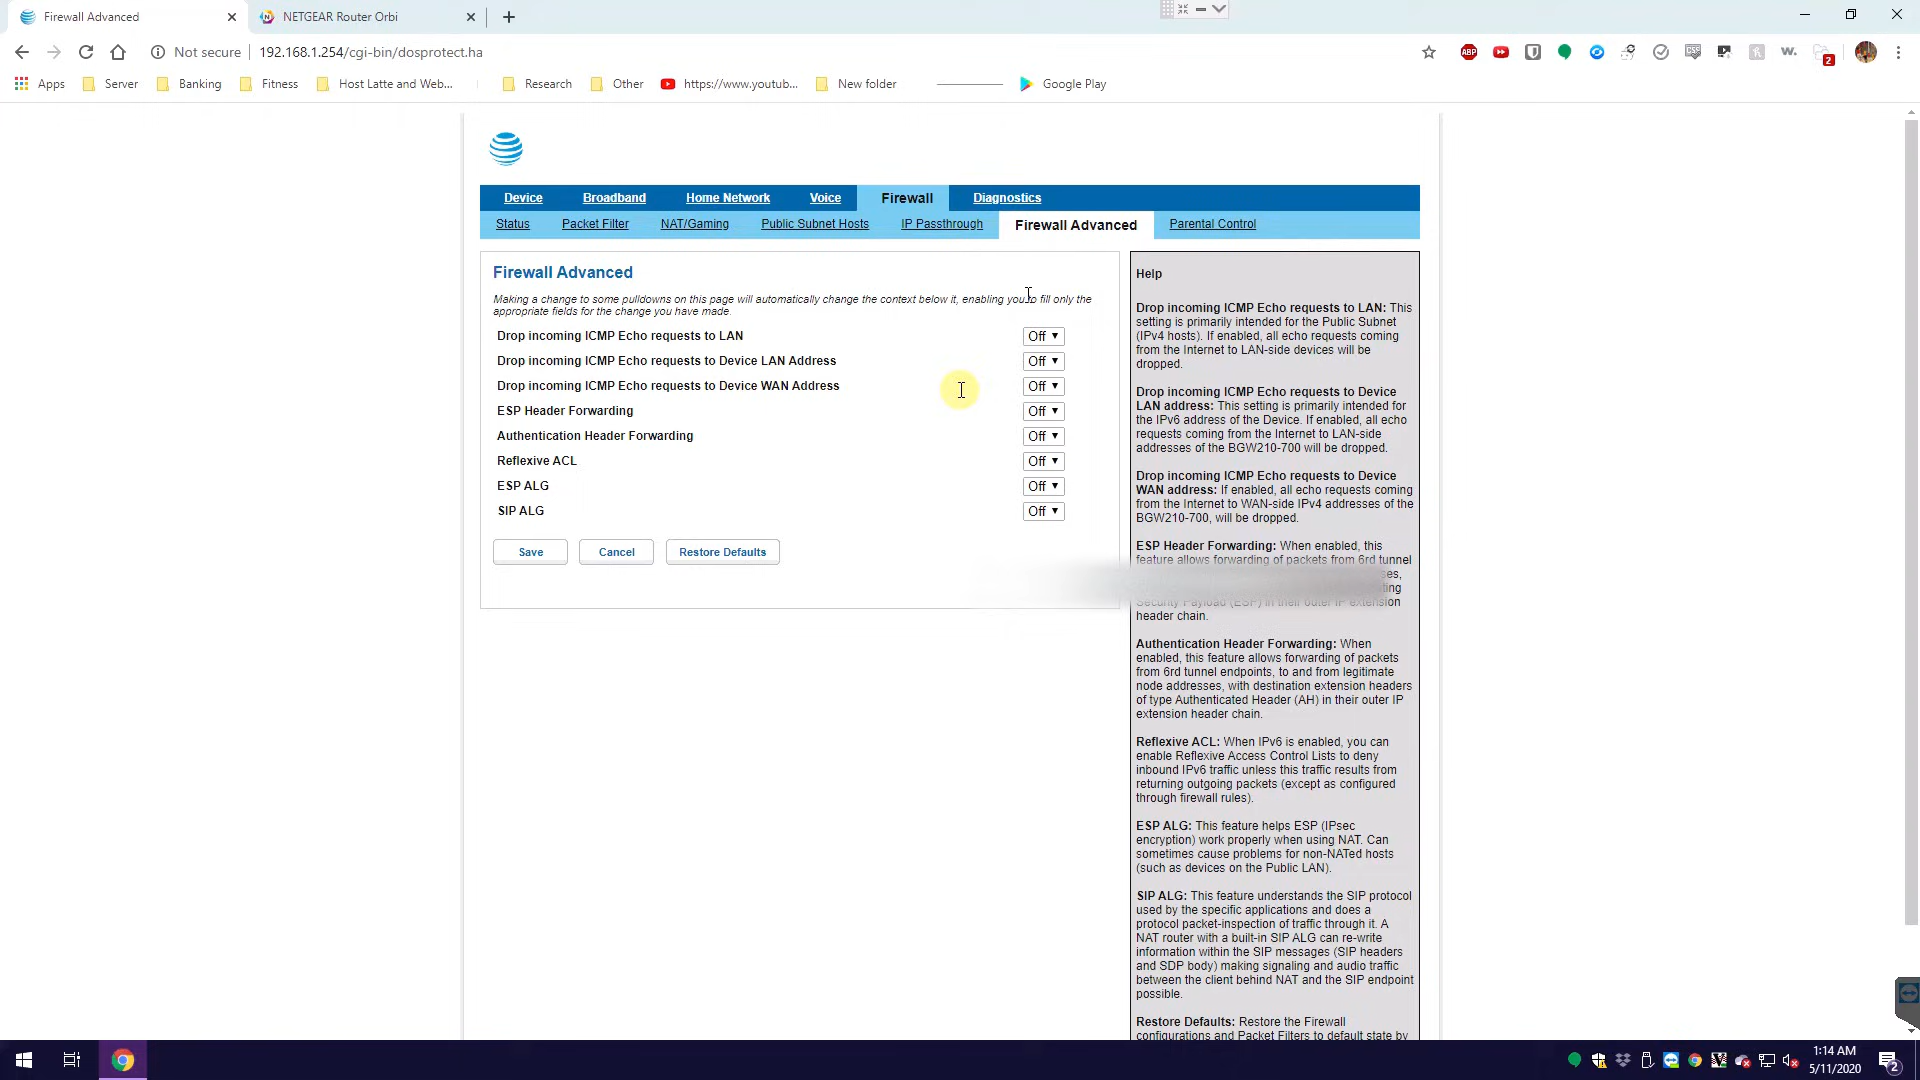 Firewall Advanced
NETGEAR Router Orbi
Not secure
192.168.1.254/cgi-bin/dosprotect.ha
ABP
CSS
w.
2
Apps
Server
Banking
Fitness
Host Latte and Web...
Research
Other
https://www.youtub...
New folder
Google Play
Device
Broadband
Home Network
Voice
Firewall
Diagnostics
Status
Packet Filter
NAT/Gaming
Public Subnet Hosts
IP Passthrough
Firewall Advanced
Parental Control
Firewall Advanced
Making a change to some pulldowns on this page will automatically change the context below it, enabling you to fill only the
appropriate fields for the change you have made.
Drop incoming ICMP Echo requests to LAN Off
Drop incoming ICMP Echo requests to Device LAN Address Off
Drop incoming ICMP Echo requests to Device WAN Address Off
ESP Header Forwarding Off
Authentication Header Forwarding Off
Reflexive ACL Off
ESP ALG Off
SIP ALG Off
Save
Cancel
Restore Defaults
Help
Drop incoming ICMP Echo requests to LAN: This
setting is primarily intended for the Public Subnet
(IPv4 hosts). If enabled, all echo requests coming
from the Internet to LAN-side devices will be
dropped.
Drop incoming ICMP Echo requests to Device
LAN address: This setting is primarily intended for
the IPv6 address of the Device. If enabled, all echo
requests coming from the Internet to LAN-side
addresses of the BGW210-700 will be dropped.
Drop incoming ICMP Echo requests to Device
WAN address: If enabled, all echo requests coming
from the Internet to WAN-side IPv4 addresses of the
BGW210-700, will be dropped.
ESP Header Forwarding: When enabled, this
feature allows forwarding of packets from 6rd tunnel
Security Payload (ESP) in their outer IP extension
header chain.
Authentication Header Forwarding: When
enabled, this feature allows forwarding of packets
from 6rd tunnel endpoints, to and from legitimate
node addresses, with destination extension headers
of type Authenticated Header (AH) in their outer IP
extension header chain.
Reflexive ACL: When IPv6 is enabled, you can
enable Reflexive Access Control Lists to deny
inbound IPv6 traffic unless this traffic results from
returning outgoing packets (except as configured
through firewall rules).
ESP ALG: This feature helps ESP (IPsec
encryption) work properly when using NAT. Can
sometimes cause problems for non-NATed hosts
(such as devices on the Public LAN).
SIP ALG: This feature understands the SIP protocol
used by the specific applications and does a
protocol packet-inspection of traffic through it. A
NAT router with a built-in SIP ALG can re-write
information within the SIP messages (SIP headers
and SDP body) making signaling and audio traffic
between the client behind NAT and the SIP endpoint
possible.
Restore Defaults: Restore the Firewall
configurations and Packet Filters to default state by
1:14 AM
5/11/2020
2